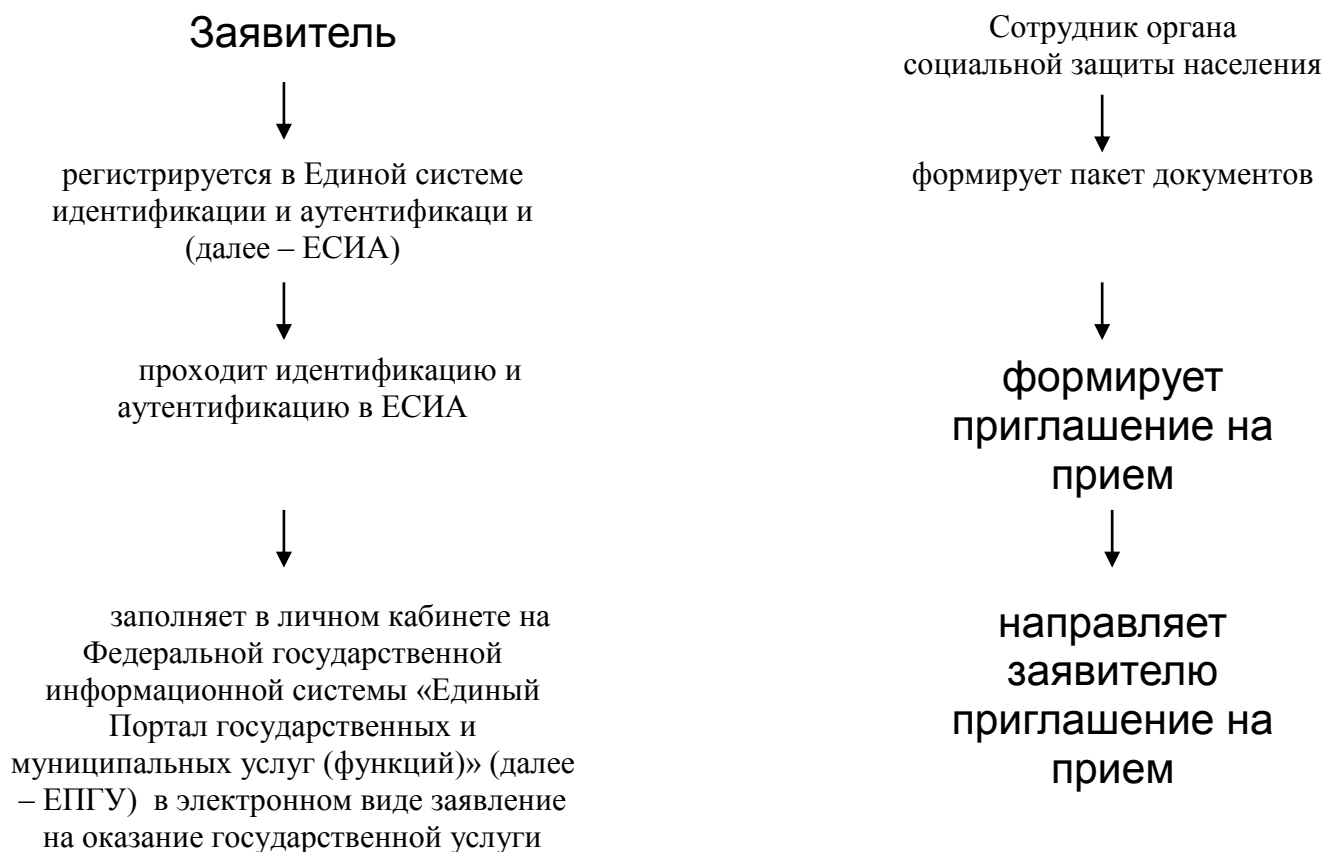 Заявитель
регистрируется в Единой системе
идентификации и аутентификаци и
(далее – ЕСИА)
проходит идентификацию и
аутентификацию в ЕСИА
заполняет в личном кабинете на
Федеральной государственной
информационной системы «Единый
Портал государственных и
муниципальных услуг (функций)» (далее
– ЕПГУ) в электронном виде заявление
на оказание государственной услуги
Сотрудник органа
социальной защиты населения
формирует пакет документов
формирует
приглашение на
прием
направляет
заявителю
приглашение на
прием